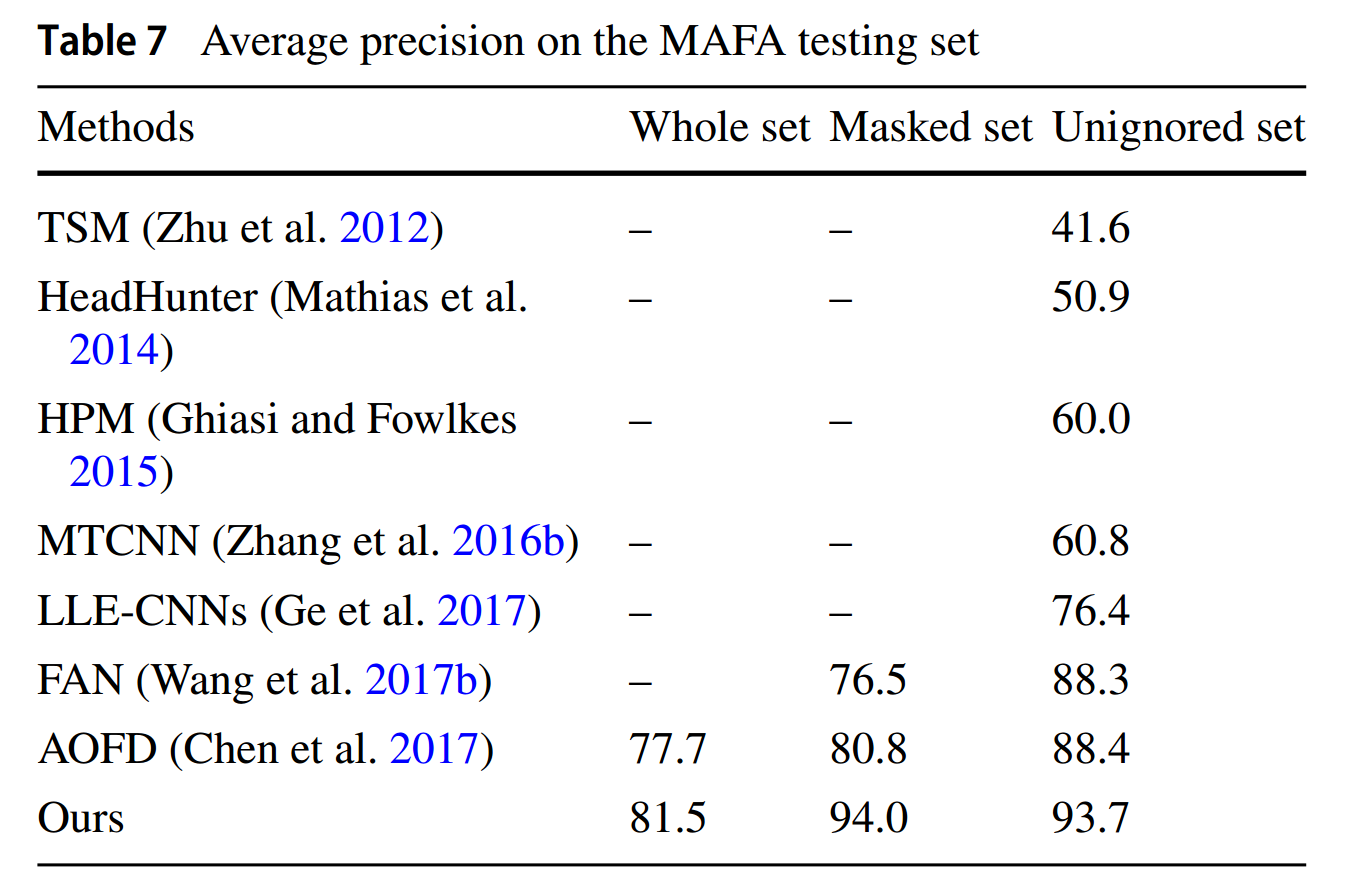 Table 7 Average precision on the MAFA testing set
Methods Whole set Masked set Unignored set
TSM (Zhu et al. 2012) – – 41.6
HeadHunter (Mathias et al. – – 50.9
2014)
HPM (Ghiasi and Fowlkes – – 60.0
2015)
MTCNN (Zhang et al. 2016b) – – 60.8
LLE-CNNs (Ge et al. 2017) – – 76.4
FAN (Wang et al. 2017b) – 76.5 88.3
AOFD (Chen et al. 2017) 77.7 80.8 88.4
Ours 81.5 94.0 93.7